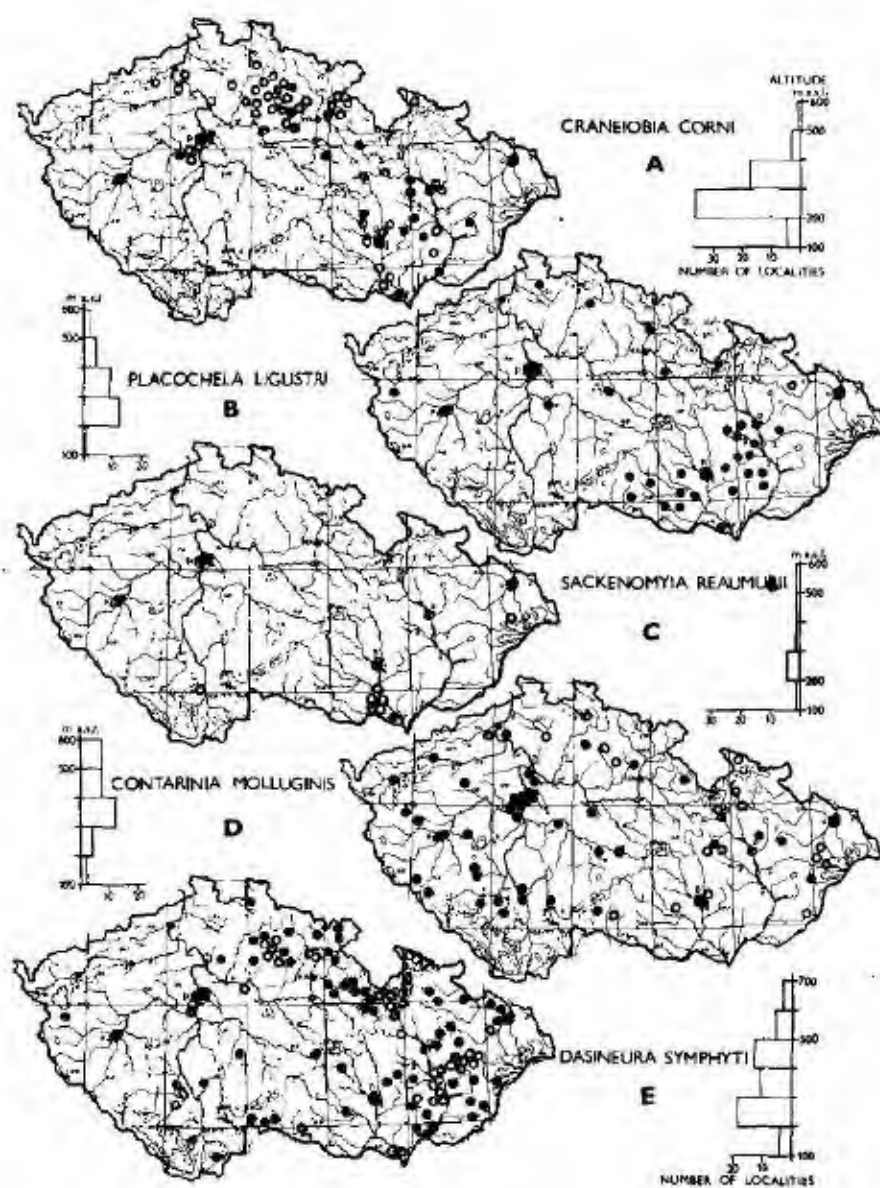 ALTITUDE
m a.s.l.
600
500
CRANEIOBIA CORNI
A
200
100
30 20 10
NUMBER OF LOCALITIES
m a.s.l.
600
500
PLACOCHELA LIGUSTRI
B
100
10 20
m a.s.l.
600
500
SACKENOMYIA REAUMURII
C
200
100
30 20 10
m a.s.l.
600
500
CONTARINIA MOLLUGINIS
D
100
10 20
700
500
DASINEURA SYMPHYTI
E
100
20 10
NUMBER OF LOCALITIES